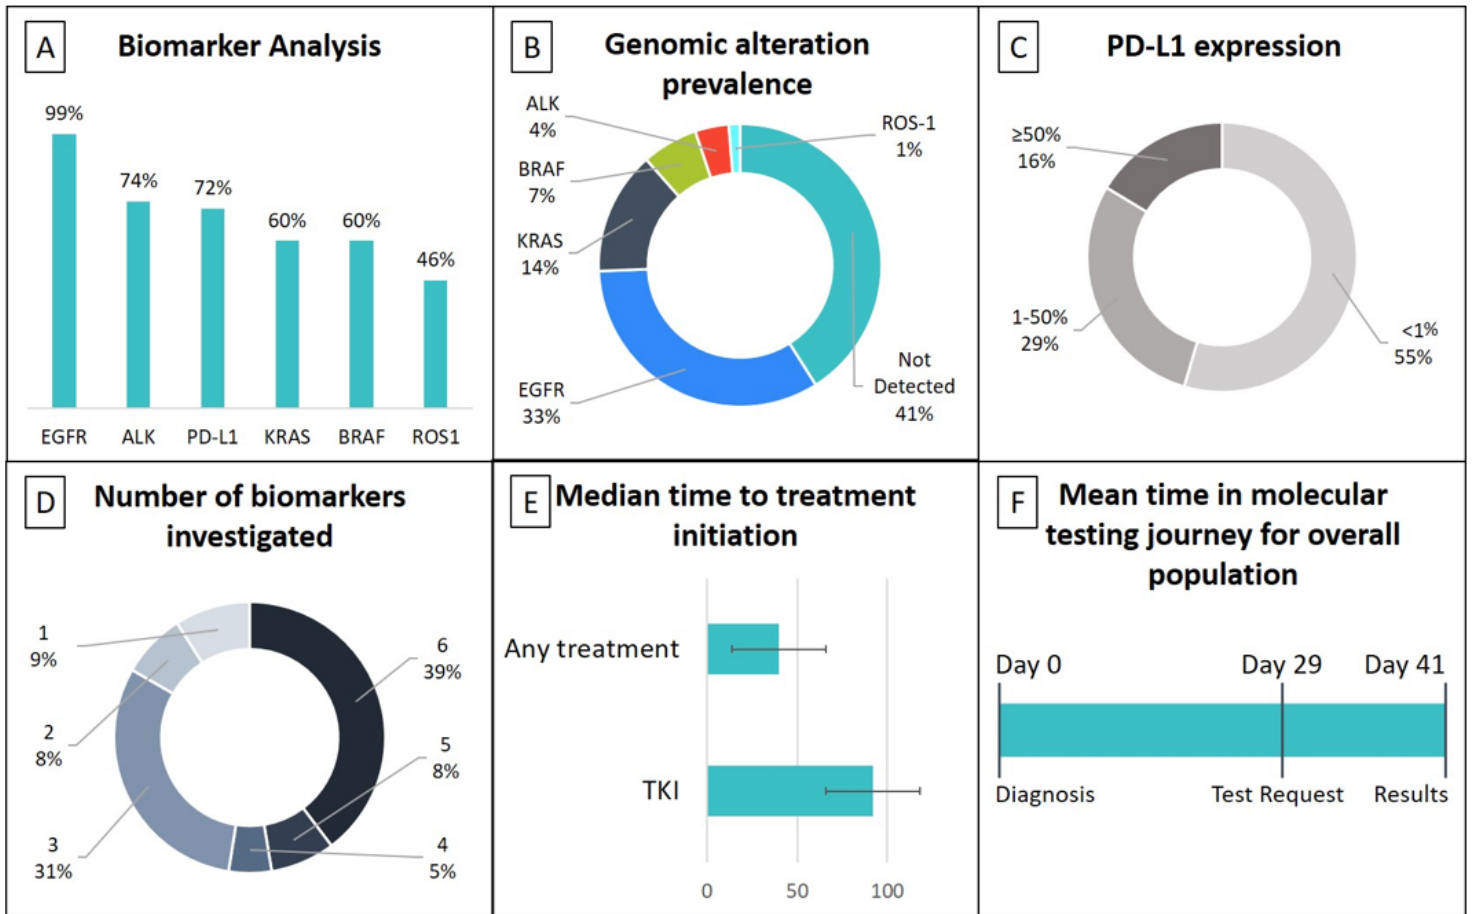 A
Biomarker Analysis
99%
74%
72%
60%
60%
46%
EGFR
ALK
PD-L1
KRAS
BRAF
ROS1
B
Genomic alteration
prevalence
ALK
4%
ROS-1
1%
BRAF
7%
KRAS
14%
EGFR
33%
Not
Detected
41%
C
PD-L1 expression
≥50%
16%
1-50%
29%
<1%
55%
D
Number of biomarkers
investigated
1
9%
6
39%
2
8%
5
8%
3
31%
4
5%
E
Median time to treatment
initiation
Any treatment
TKI
0
50
100
F
Mean time in molecular
testing journey for overall
population
Day 0
Day 29
Day 41
Diagnosis
Test Request
Results